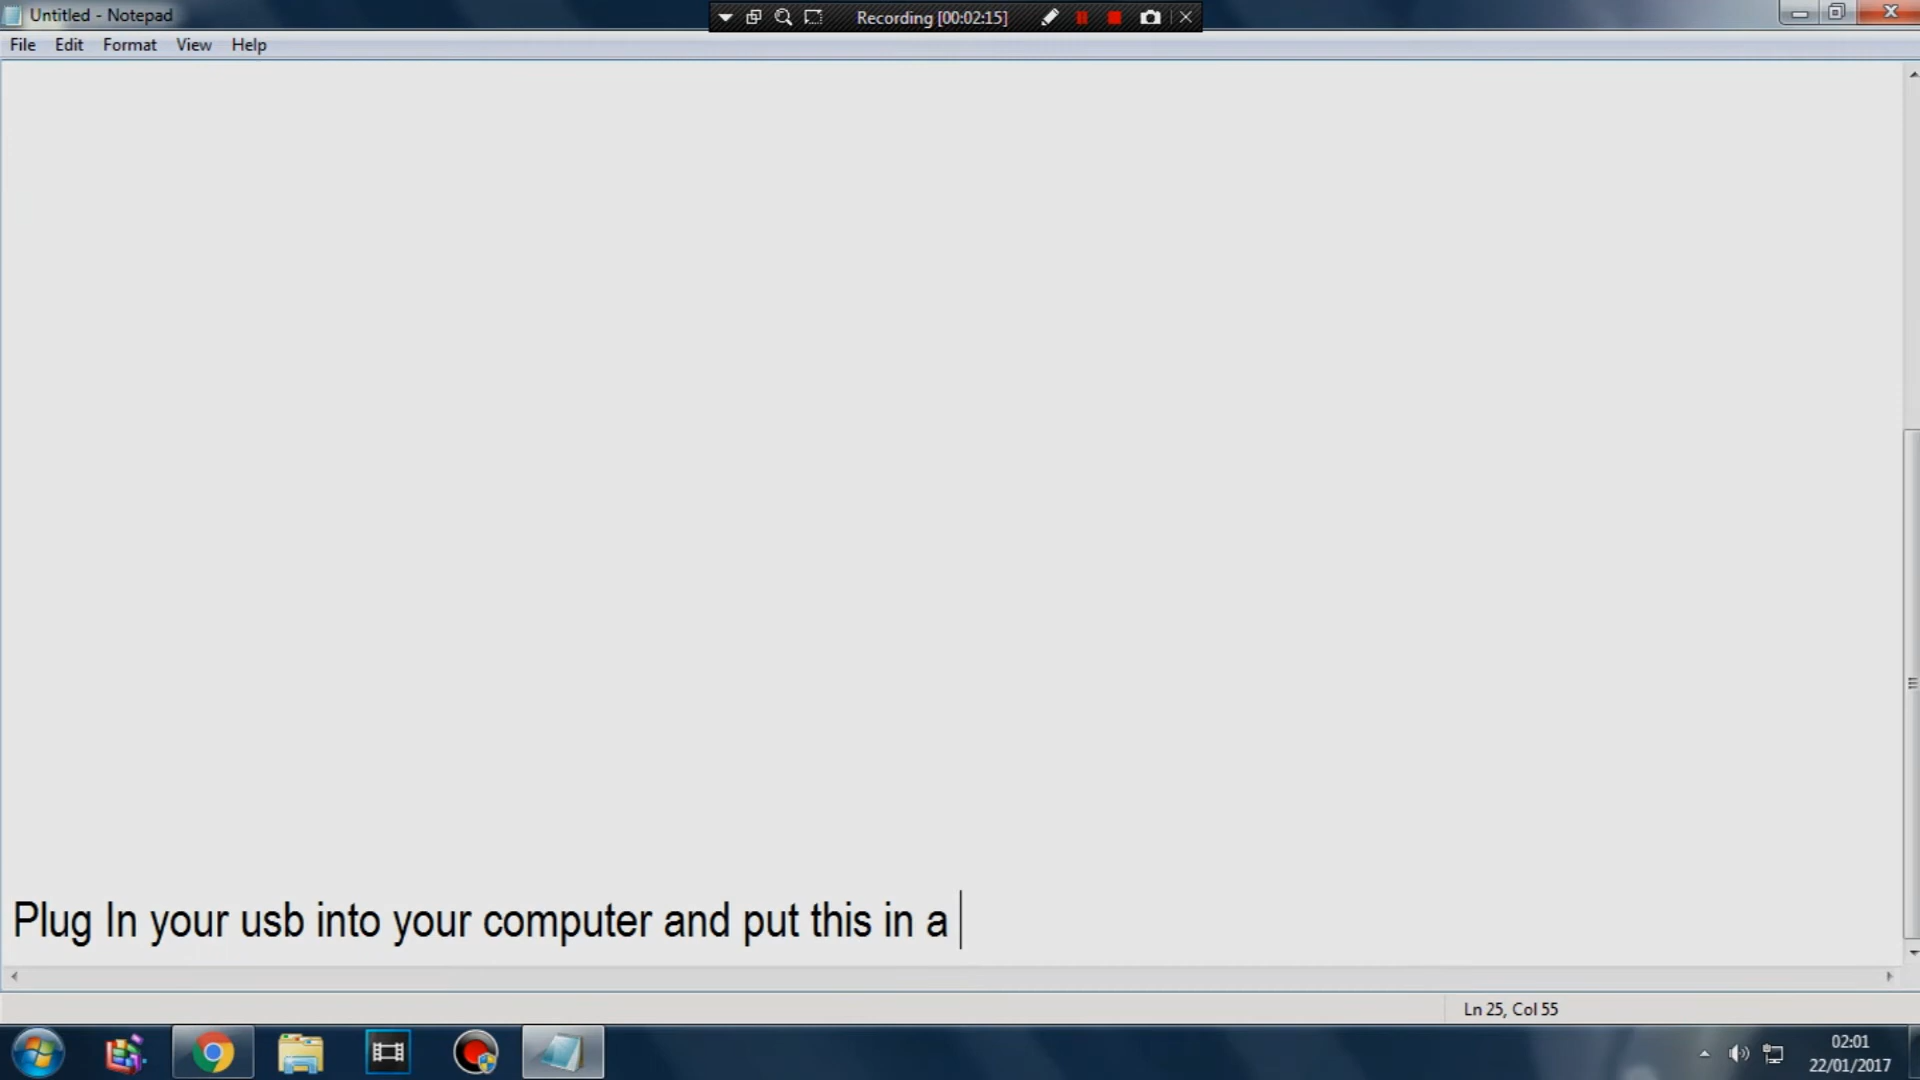 Untitled - Notepad
Recording [00:02:15]
File Edit Format View Help
Plug In your usb into your computer and put this in a
Ln 25, Col 55
02:01
22/01/2017